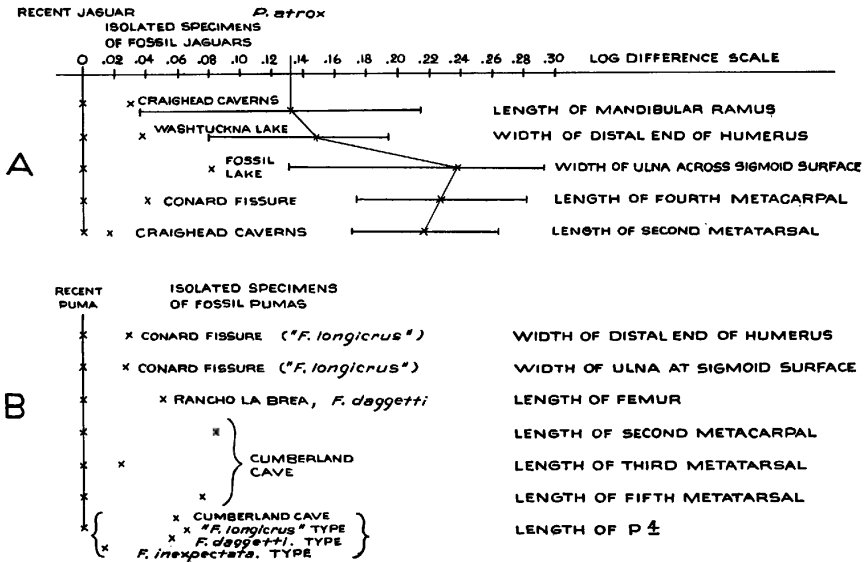 RECENT JAGUAR P. atrox
ISOLATED SPECIMENS
OF FOSSIL JAGUARS
0 .02 .04 .06 .08 .10 .12 .14 .16 .18 .20 .22 .24 .26 .28 .30 LOG DIFFERENCE SCALE
CRAIGHEAD CAVERNS LENGTH OF MANDIBULAR RAMUS
WASHTUCKNA LAKE WIDTH OF DISTAL END OF HUMERUS
A
FOSSIL
LAKE
WIDTH OF ULNA ACROSS SIGMOID SURFACE
CONARD FISSURE LENGTH OF FOURTH METACARPAL
CRAIGHEAD CAVERNS LENGTH OF SECOND METATARSAL
RECENT
PUMA
ISOLATED SPECIMENS
OF FOSSIL PUMAS
CONARD FISSURE ("F. longicrus") WIDTH OF DISTAL END OF HUMERUS
CONARD FISSURE ("F. longicrus") WIDTH OF ULNA AT SIGMOID SURFACE
B
RANCHO LA BREA, F. daggetti LENGTH OF FEMUR
LENGTH OF SECOND METACARPAL
CUMBERLAND
CAVE
LENGTH OF THIRD METATARSAL
LENGTH OF FIFTH METATARSAL
CUMBERLAND CAVE
"F. longicrus" TYPE
F. daggetti. TYPE
F. inexpectata. TYPE
LENGTH OF P 4